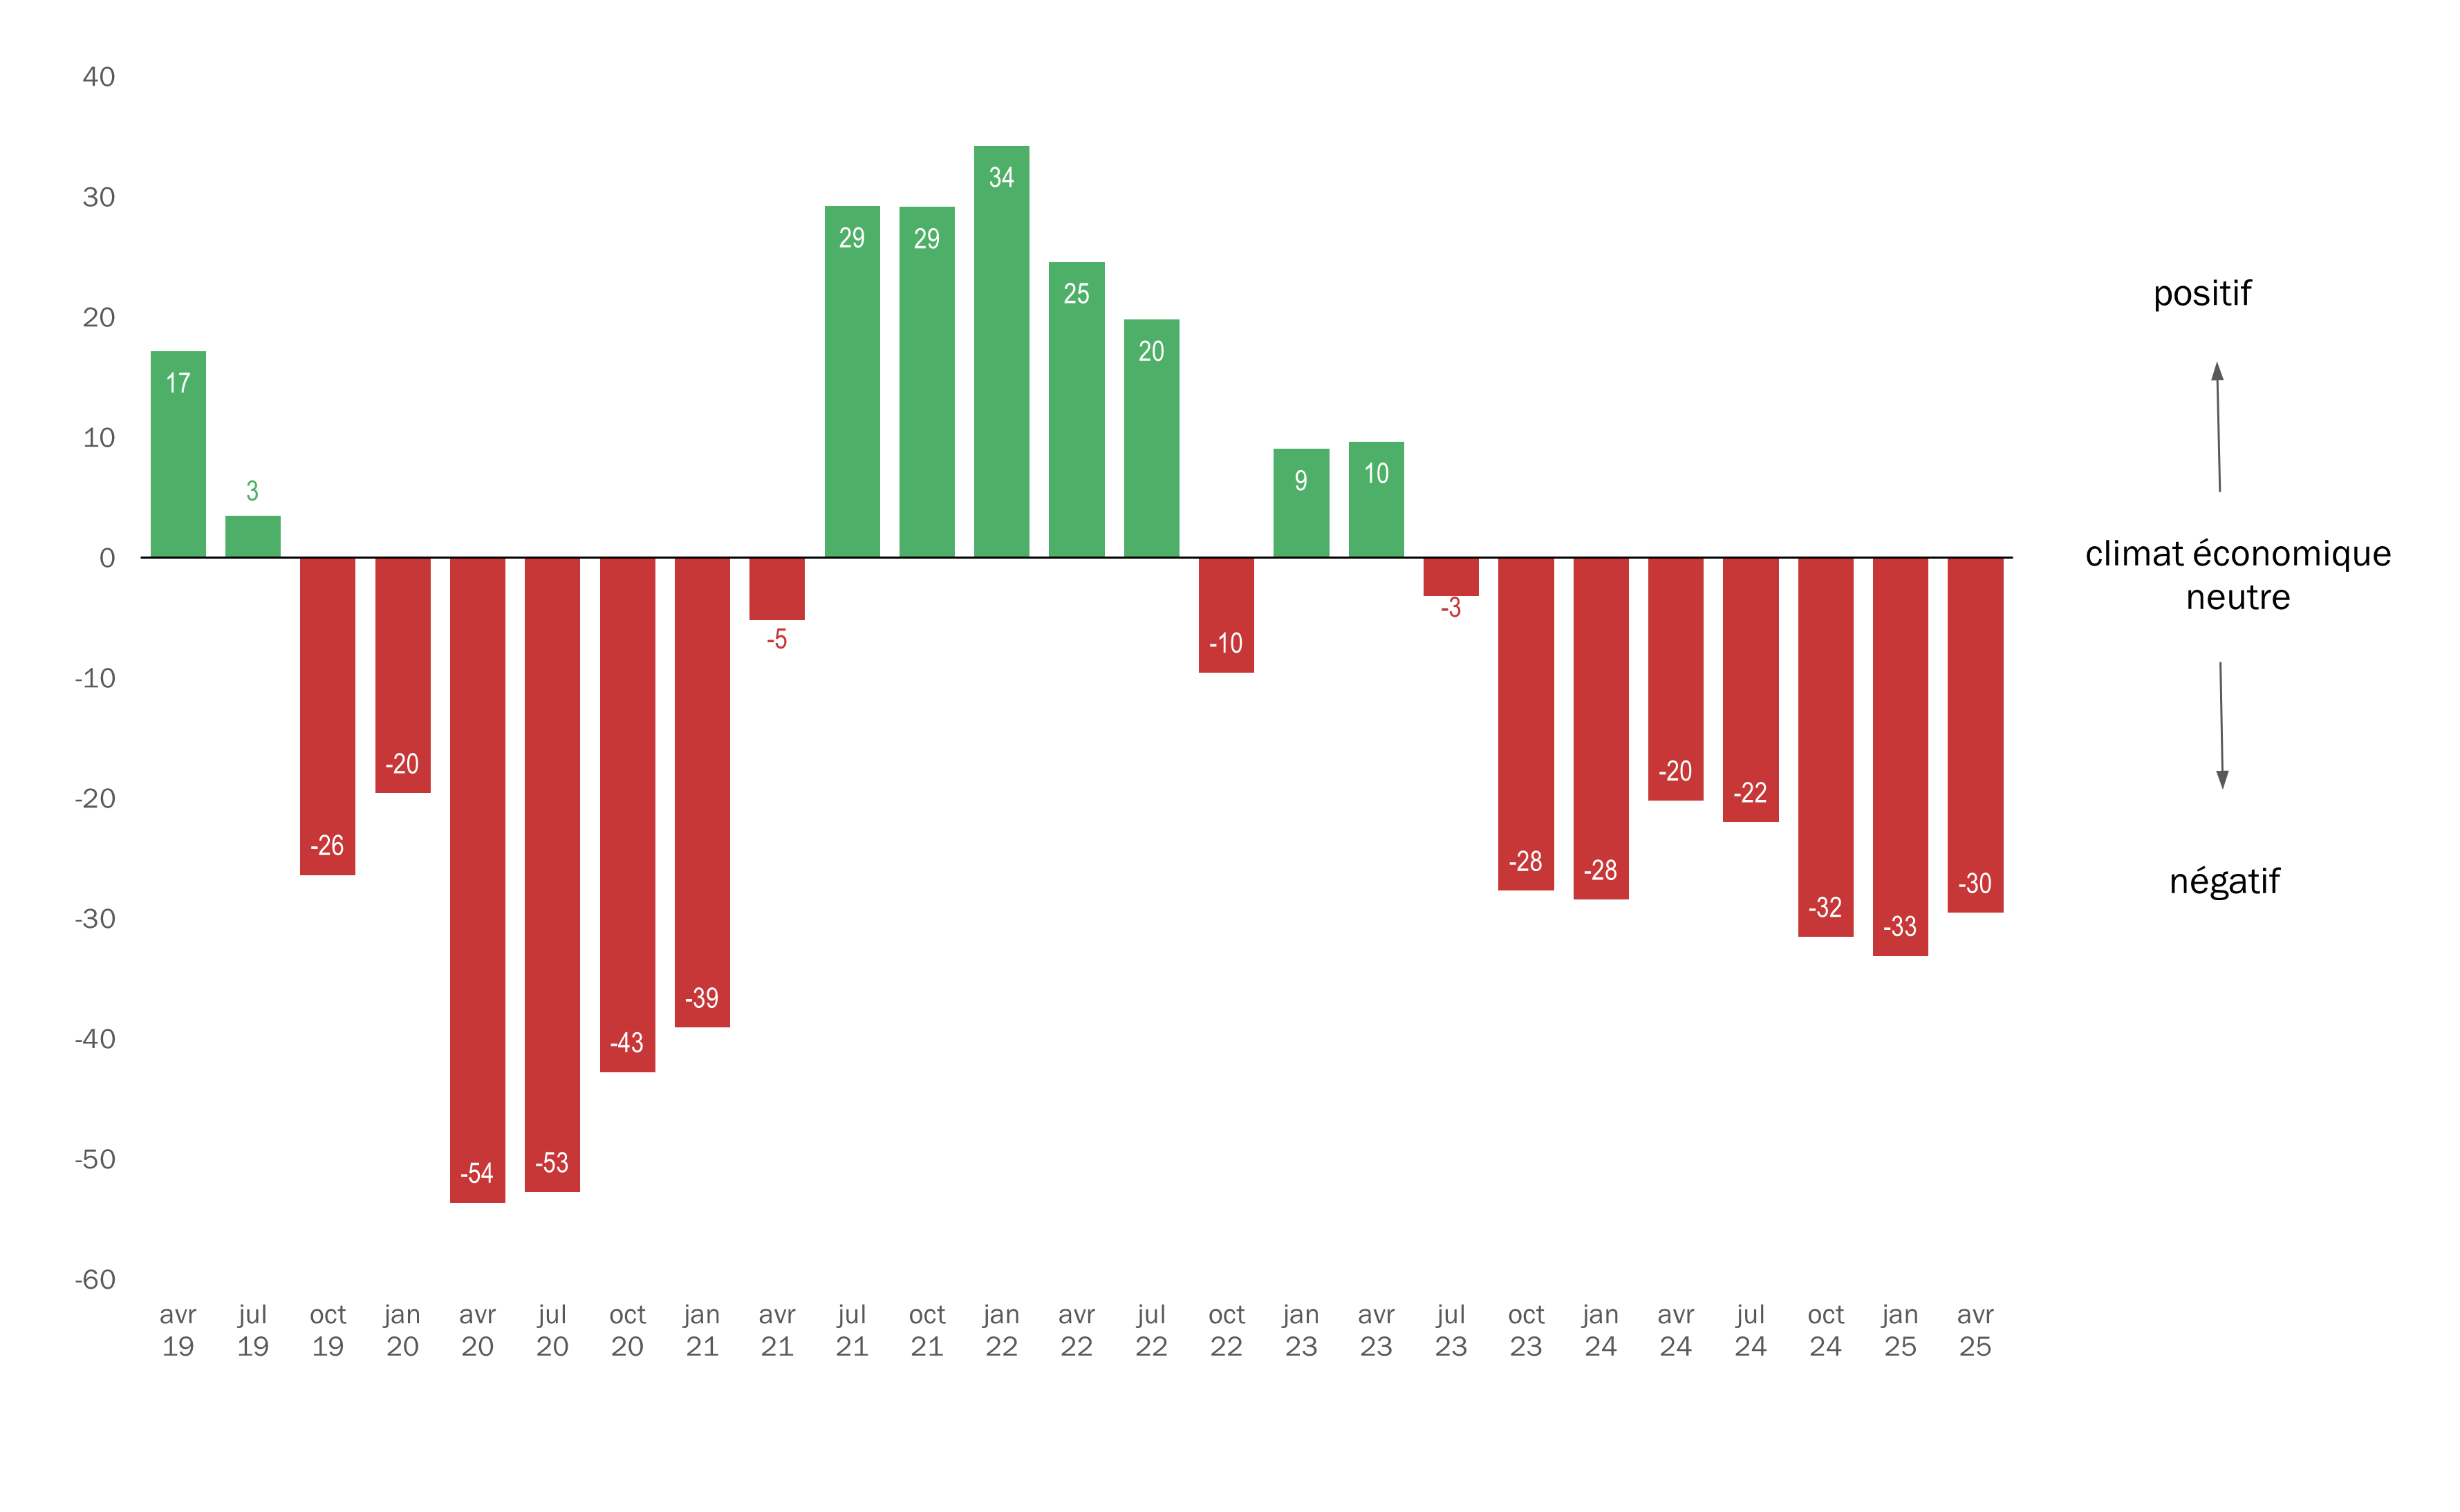 40
30
20
10
0
-10
-20
-30
-40
-50
-60
17
3
-26
-20
-54
-53
-43
-39
-5
29
29
34
25
20
-10
9
10
-3
-28
-28
-20
-22
-32
-33
-30
avr
19
jul
19
oct
19
jan
20
avr
20
jul
20
oct
20
jan
21
avr
21
jul
21
oct
21
jan
22
avr
22
jul
22
oct
22
jan
23
avr
23
jul
23
oct
23
jan
24
avr
24
jul
24
oct
24
jan
25
avr
25
positif
climat économique
neutre
négatif